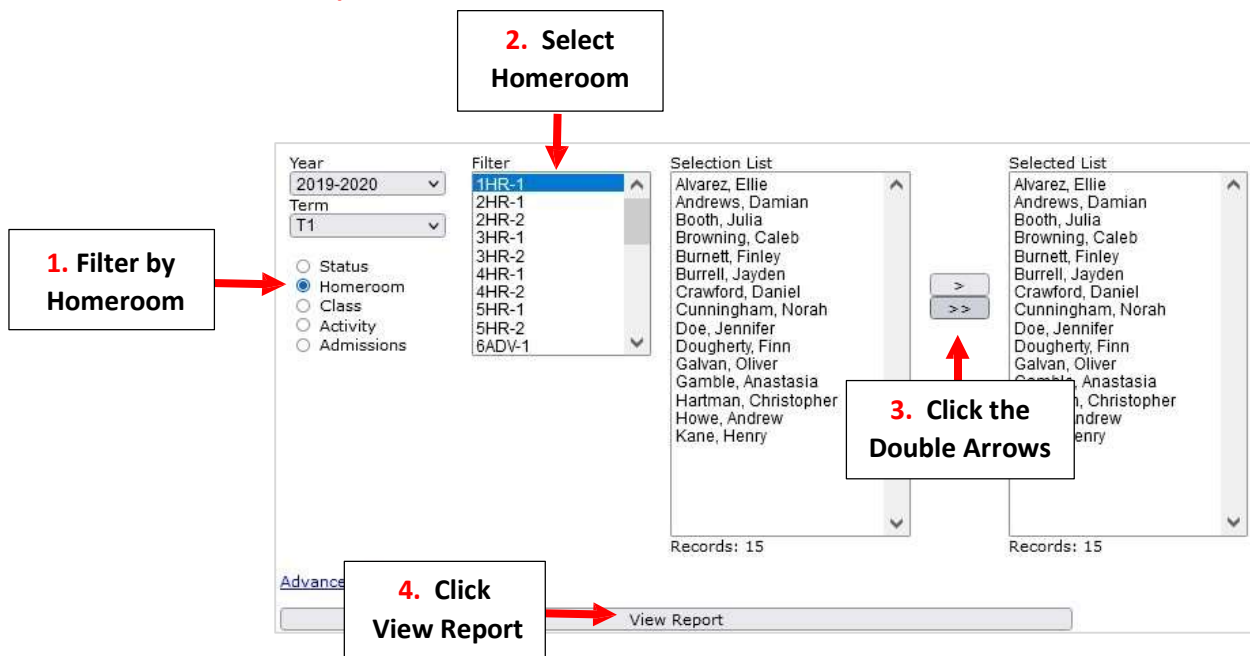 2. Select
Homeroom
1. Filter by
Homeroom
Year
2019-2020
Term
T1
Status
Homeroom
Class
Activity
Admissions
Filter
1HR-1
2HR-1
2HR-2
3HR-1
3HR-2
4HR-1
4HR-2
5HR-1
5HR-2
6ADV-1
Selection List
Alvarez, Ellie
Andrews, Damian
Booth, Julia
Browning, Caleb
Burnett, Finley
Burrell, Jayden
Crawford, Daniel
Cunningham, Norah
Doe, Jennifer
Dougherty, Finn
Galvan, Oliver
Gamble, Anastasia
Hartman, Christopher
Howe, Andrew
Kane, Henry
Records: 15
>
>>
3. Click the
Double Arrows
Selected List
Alvarez, Ellie
Andrews, Damian
Booth, Julia
Browning, Caleb
Burnett, Finley
Burrell, Jayden
Crawford, Daniel
Cunningham, Norah
Doe, Jennifer
Dougherty, Finn
Galvan, Oliver
Anastasia
Christopher
Records: 15
4. Click
View Report
View Report